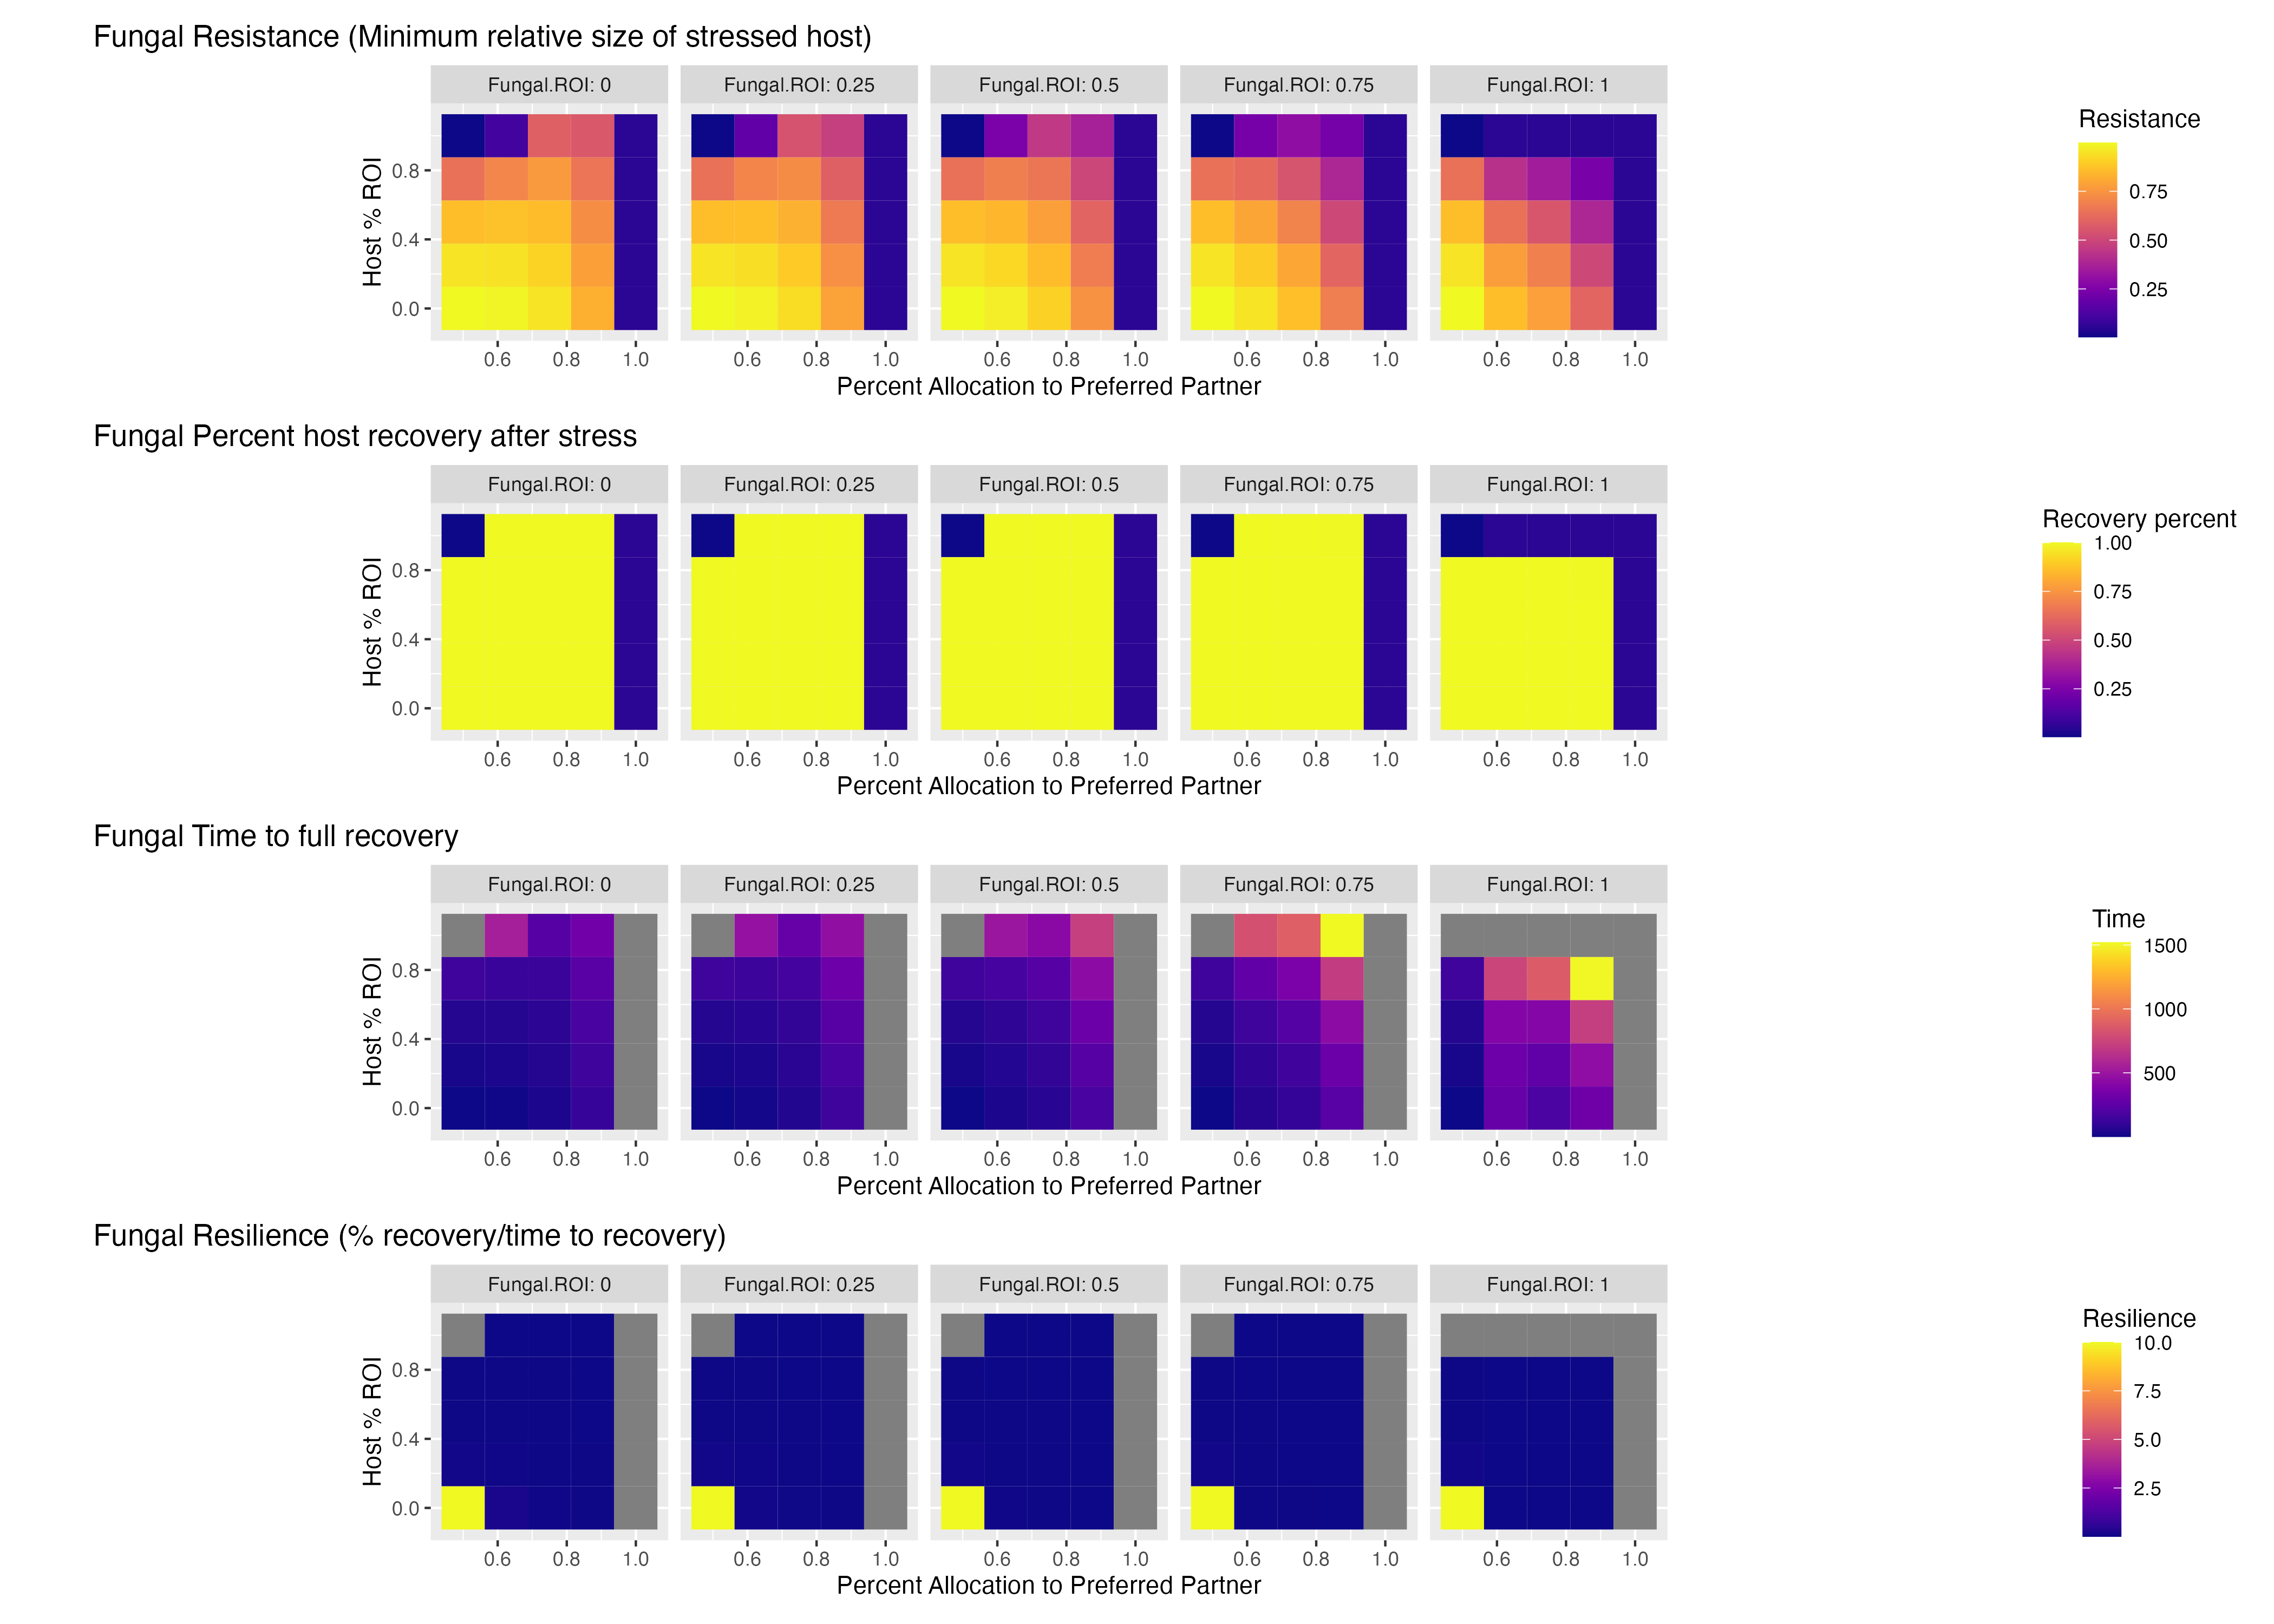 Fungal Resistance (Minimum relative size of stressed host)
Fungal.ROI: 0 Fungal.ROI: 0.25 Fungal.ROI: 0.5 Fungal.ROI: 0.75 Fungal.ROI: 1
Host % ROI
0.8
0.4
0.0
0.6 0.8 1.0 0.6 0.8 1.0 0.6 0.8 1.0 0.6 0.8 1.0 0.6 0.8 1.0
Percent Allocation to Preferred Partner
Resistance
0.75
0.50
0.25
Fungal Percent host recovery after stress
Fungal.ROI: 0 Fungal.ROI: 0.25 Fungal.ROI: 0.5 Fungal.ROI: 0.75 Fungal.ROI: 1
Host % ROI
0.8
0.4
0.0
0.6 0.8 1.0 0.6 0.8 1.0 0.6 0.8 1.0 0.6 0.8 1.0 0.6 0.8 1.0
Percent Allocation to Preferred Partner
Recovery percent
1.00
0.75
0.50
0.25
Fungal Time to full recovery
Fungal.ROI: 0 Fungal.ROI: 0.25 Fungal.ROI: 0.5 Fungal.ROI: 0.75 Fungal.ROI: 1
Host % ROI
0.8
0.4
0.0
0.6 0.8 1.0 0.6 0.8 1.0 0.6 0.8 1.0 0.6 0.8 1.0 0.6 0.8 1.0
Percent Allocation to Preferred Partner
Time
1500
1000
500
Fungal Resilience (% recovery/time to recovery)
Fungal.ROI: 0 Fungal.ROI: 0.25 Fungal.ROI: 0.5 Fungal.ROI: 0.75 Fungal.ROI: 1
Host % ROI
0.8
0.4
0.0
0.6 0.8 1.0 0.6 0.8 1.0 0.6 0.8 1.0 0.6 0.8 1.0 0.6 0.8 1.0
Percent Allocation to Preferred Partner
Resilience
10.0
7.5
5.0
2.5